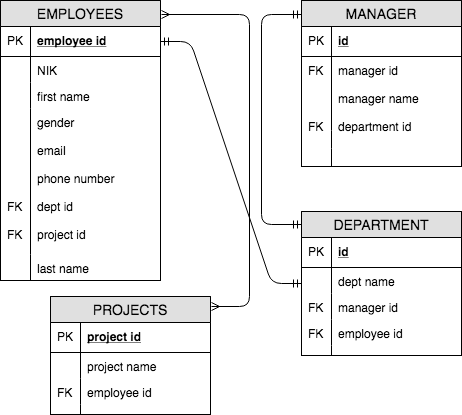 EMPLOYEES
PK employee id
NIK
first name
gender
email
phone number
FK dept id
FK project id
last name
MANAGER
PK id
FK manager id
manager name
FK department id
DEPARTMENT
PK id
dept name
FK manager id
FK employee id
PROJECTS
PK project id
project name
FK employee id